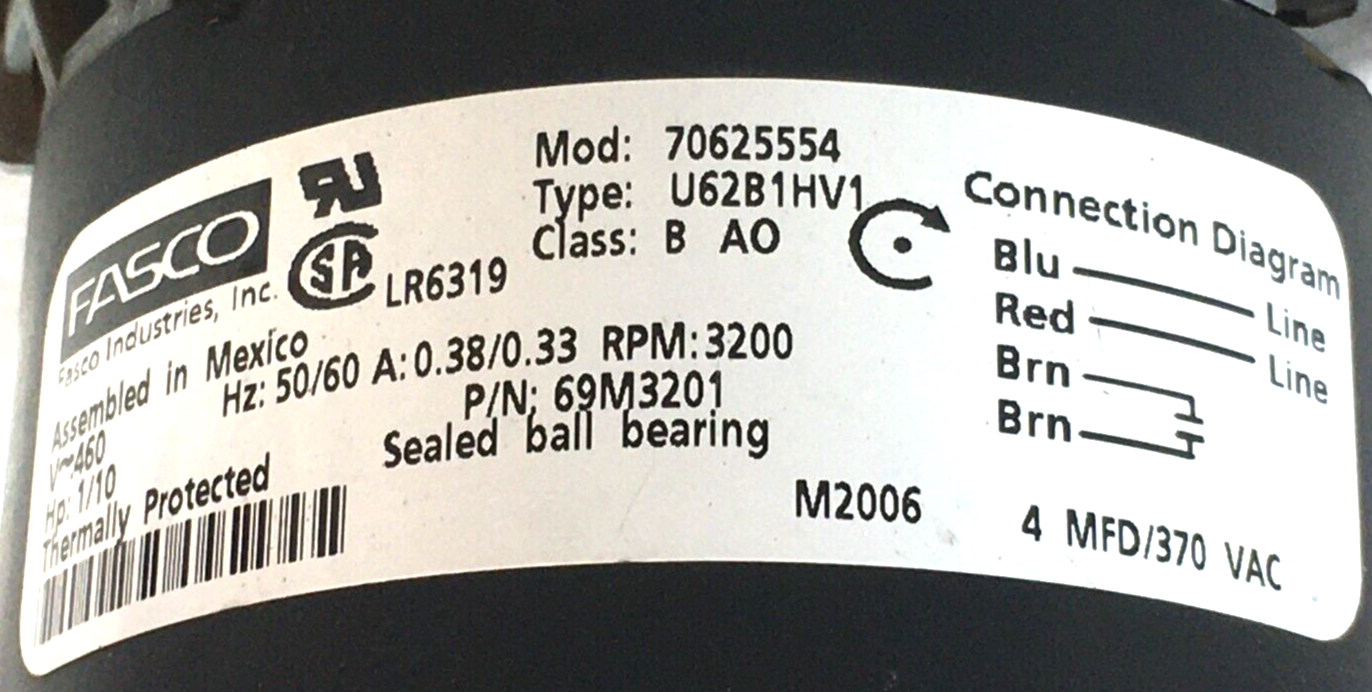 FASCO
Fasco Industries, Inc.
SA
LR6319
Mod: 70625554
Type: U62B1HV1
Class: B AO
Assembled in Mexico
Hz: 50/60 A: 0.38/0.33 RPM: 3200
V~460
P/N: 69M3201
Hp: 1/10
Sealed ball bearing
Thermally Protected
M2006
Connection Diagram
Blu Line
Red Line
Brn
Brn
4 MFD/370 VAC